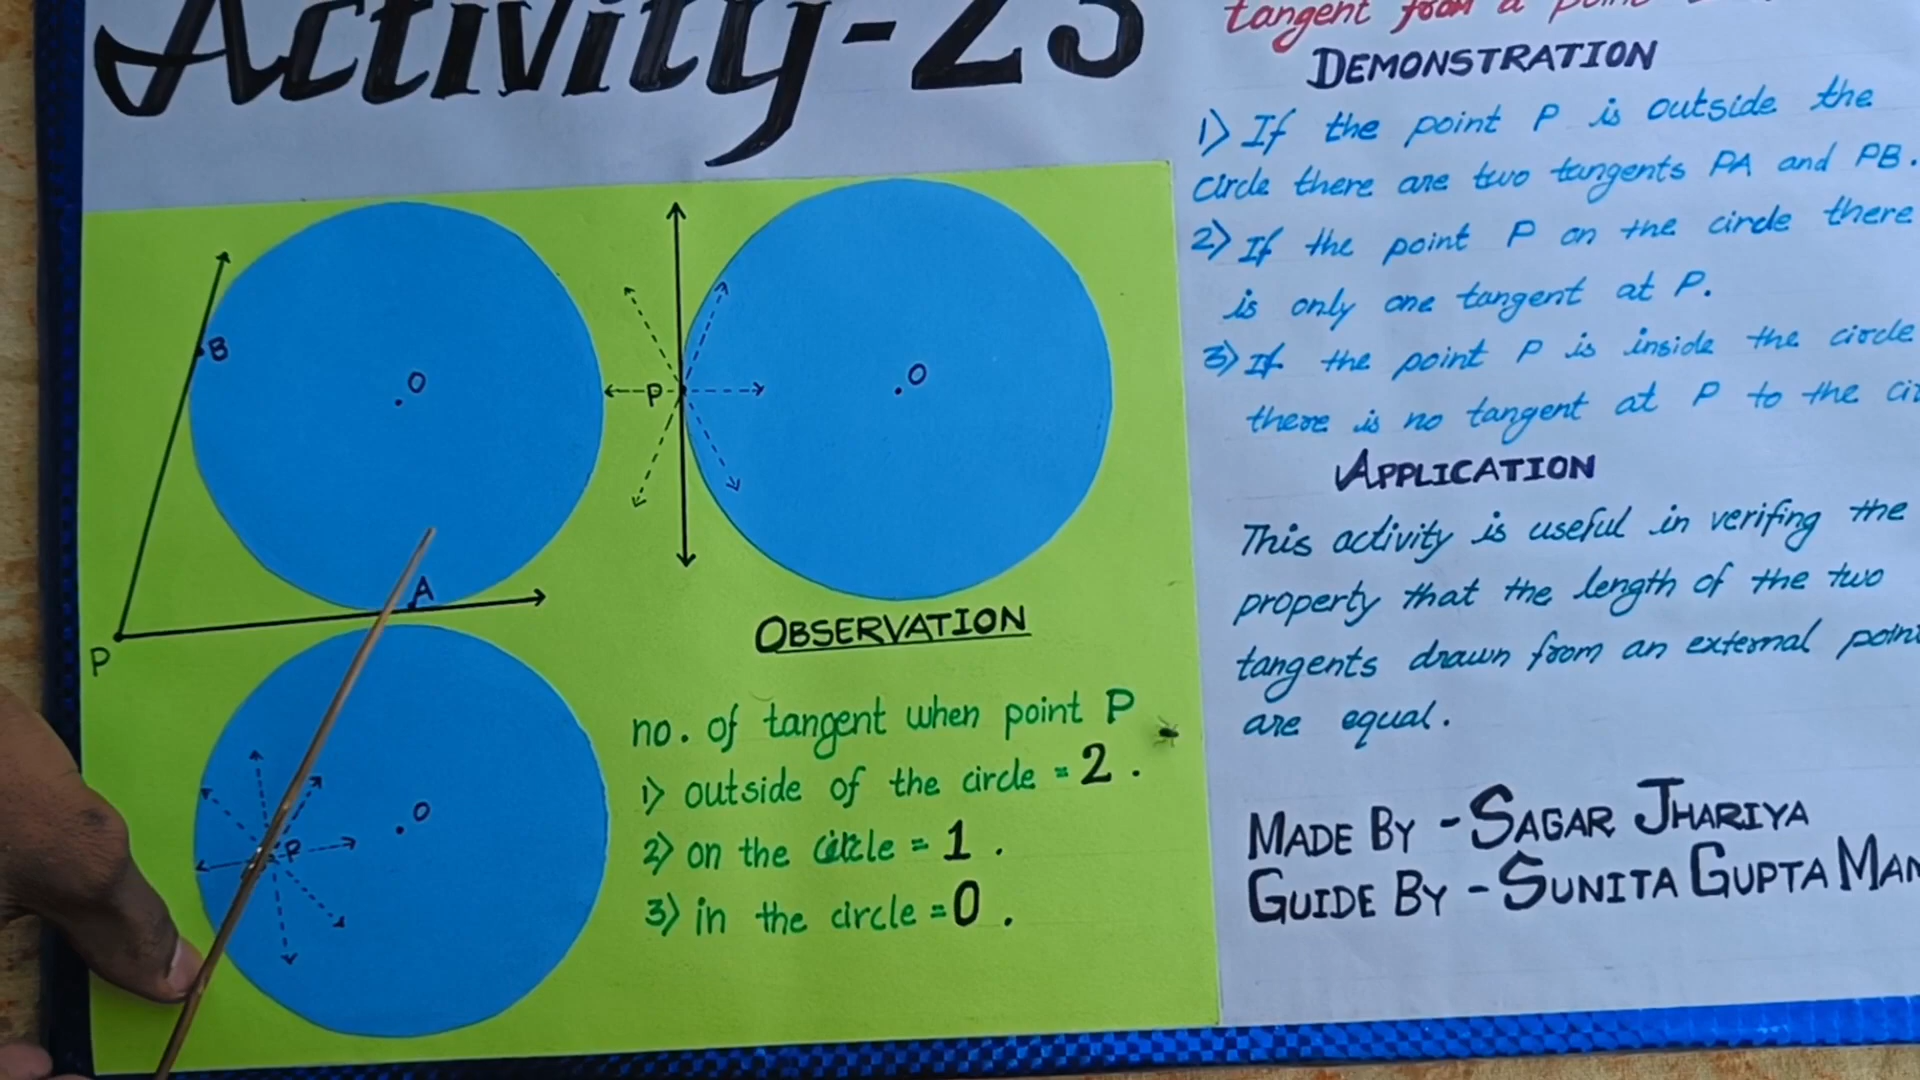 Activity-23
tangent from a point
DEMONSTRATION
1) If the point P is outside the
circle there are two tangents PA and PB.
2) If the point P on the circle there
is only one tangent at P.
3) If the point P is inside the circle
there is no tangent at P to the
APPLICATION
This activity is useful in verifing the
property that the length of the two
tangents drawn from an external point
are equal.
MADE BY - SAGAR JHARIYA
GUIDE BY - SUNITA GUPTA
B
O
A
P
P
O
P
O
OBSERVATION
no. of tangent when point P
1) outside of the circle = 2 .
2) on the circle = 1 .
3) in the circle = 0 .